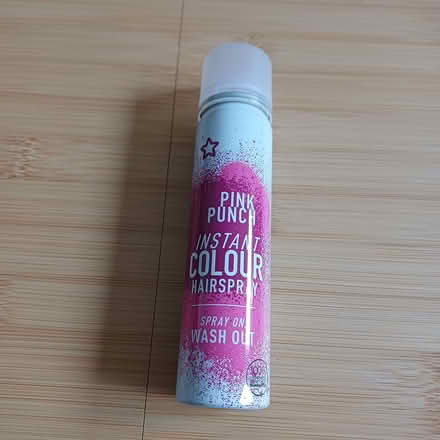 PINK
PUNCH
INSTANT
COLOUR
HAIRSPRAY
SPRAY ON
WASH OUT